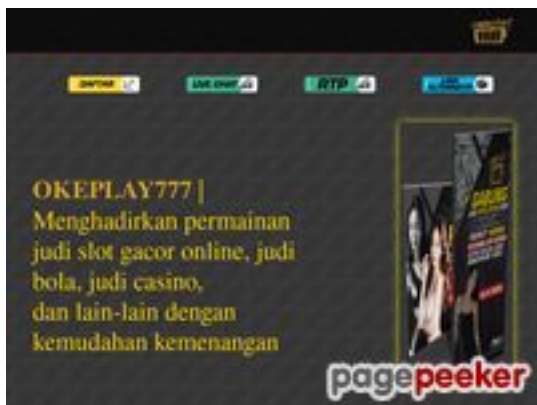 DAFTAR
LIVE CHAT
RTP
OKEPLAY777 |
Menghadirkan permainan
judi slot gacor online, judi
bola, judi casino,
dan lain-lain dengan
kemudahan kemenangan
pagepeeker